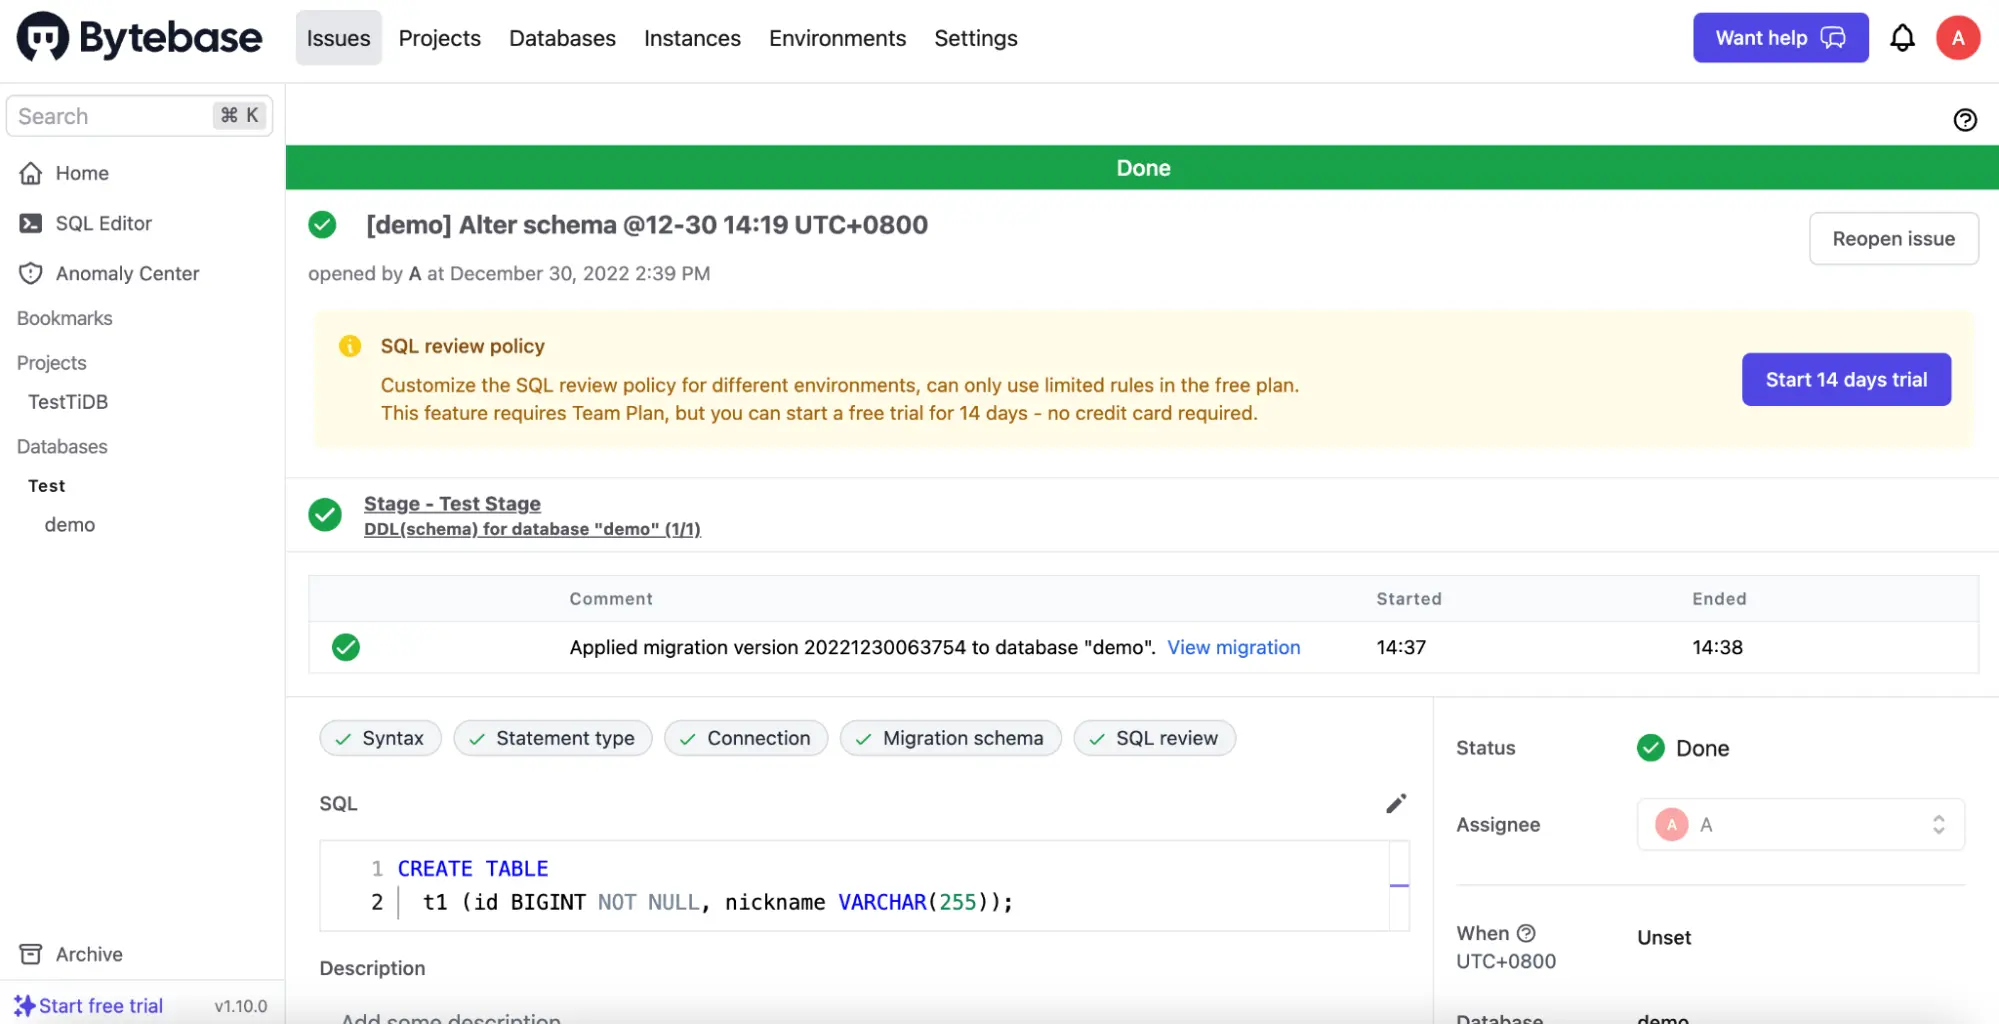 Bytebase
Issues
Projects
Databases
Instances
Environments
Settings
Want help
A
Search
⌘ K
Home
SQL Editor
Anomaly Center
Bookmarks
Projects
TestTiDB
Databases
Test
demo
Archive
Start free trial
v1.10.0
Done
[demo] Alter schema @12-30 14:19 UTC+0800
Reopen issue
opened by A at December 30, 2022 2:39 PM
SQL review policy
Customize the SQL review policy for different environments, can only use limited rules in the free plan.
This feature requires Team Plan, but you can start a free trial for 14 days - no credit card required.
Start 14 days trial
Stage - Test Stage
DDL(schema) for database "demo" (1/1)
Comment
Started
Ended
Applied migration version 20221230063754 to database "demo". View migration
14:37
14:38
Syntax
Statement type
Connection
Migration schema
SQL review
SQL
1 CREATE TABLE
2 t1 (id BIGINT NOT NULL, nickname VARCHAR(255));
Description
Add some description
Status
Done
Assignee
A
A
When
UTC+0800
Unset
Database
demo